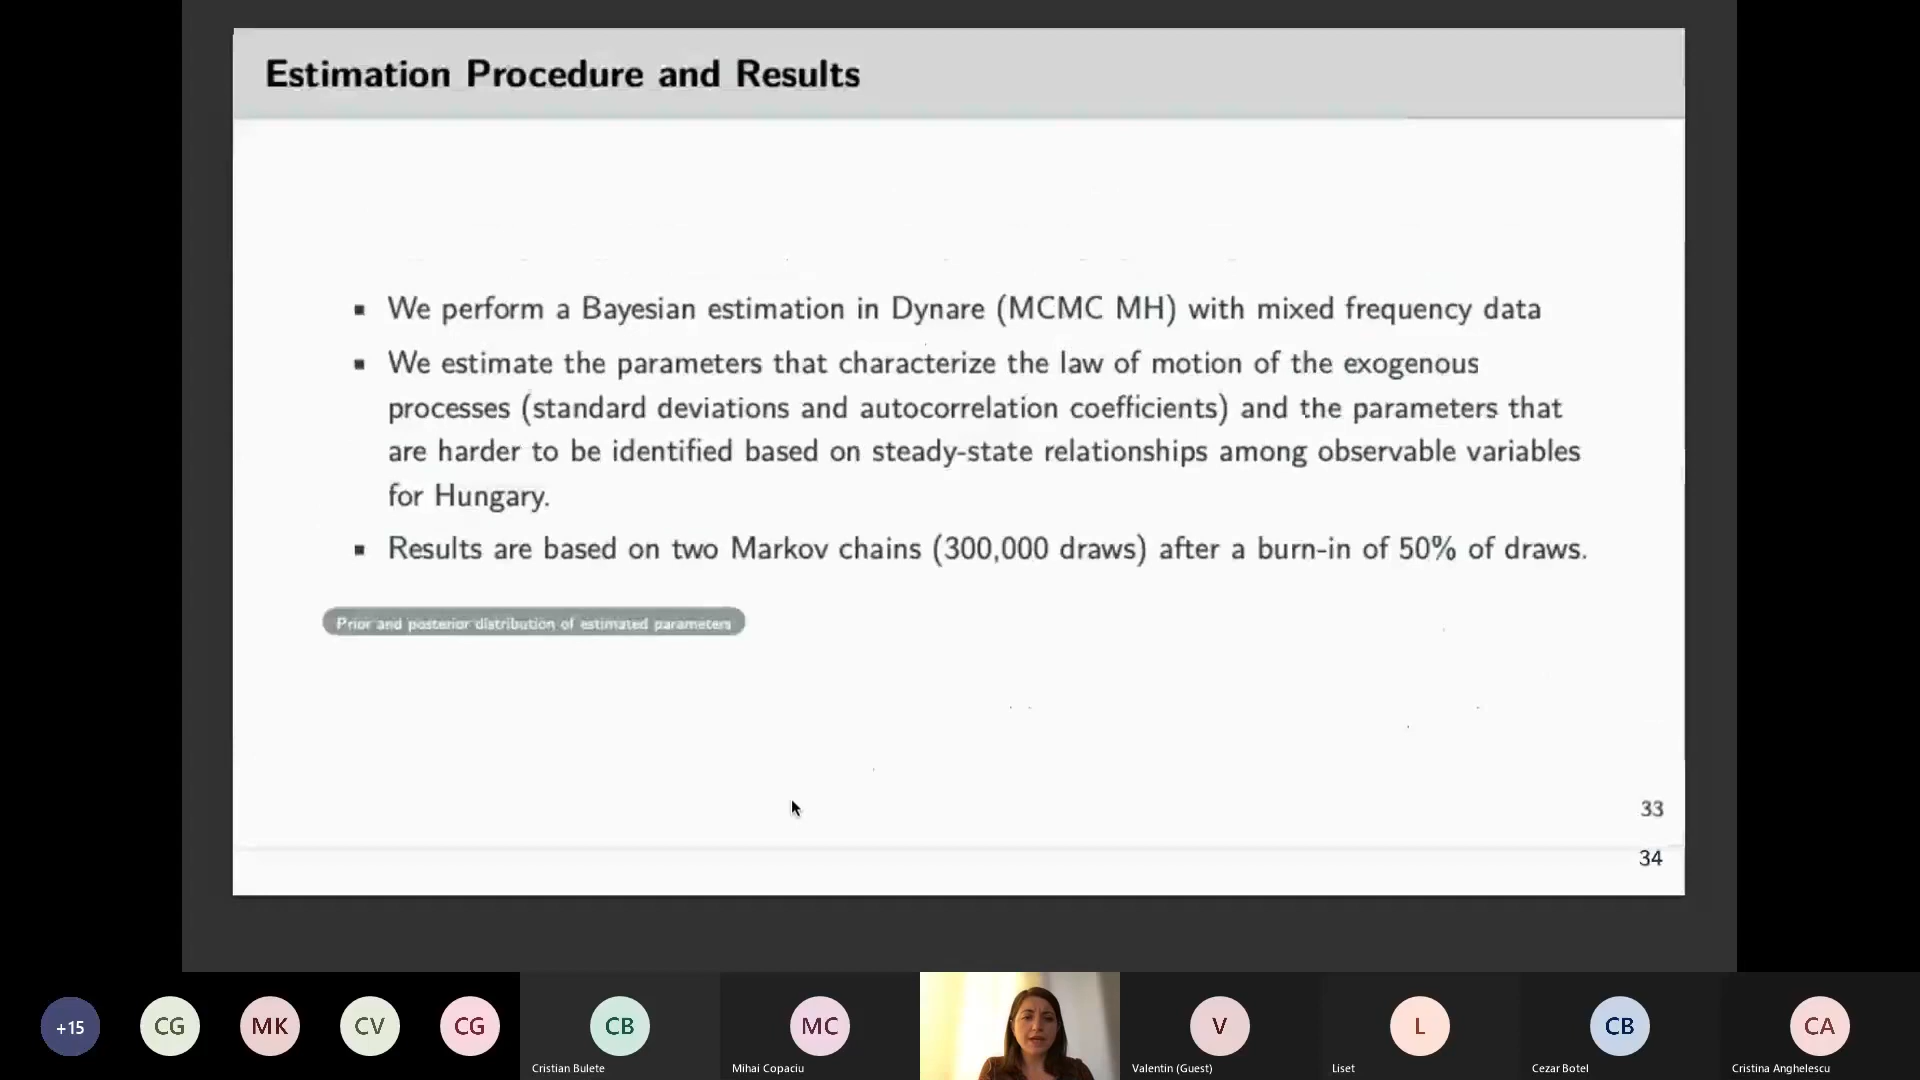 Estimation Procedure and Results
We perform a Bayesian estimation in Dynare (MCMC MH) with mixed frequency data
We estimate the parameters that characterize the law of motion of the exogenous
processes (standard deviations and autocorrelation coefficients) and the parameters that
are harder to be identified based on steady-state relationships among observable variables
for Hungary.
Results are based on two Markov chains (300,000 draws) after a burn-in of 50% of draws.
Prior and posterior distribution of estimated parameters
33
34
+15
CG
MK
CV
CG
CB
Cristian Bulete
MC
Mihai Copaciu
V
Valentin (Guest)
L
Liset
CB
Cezar Botel
CA
Cristina Anghelescu